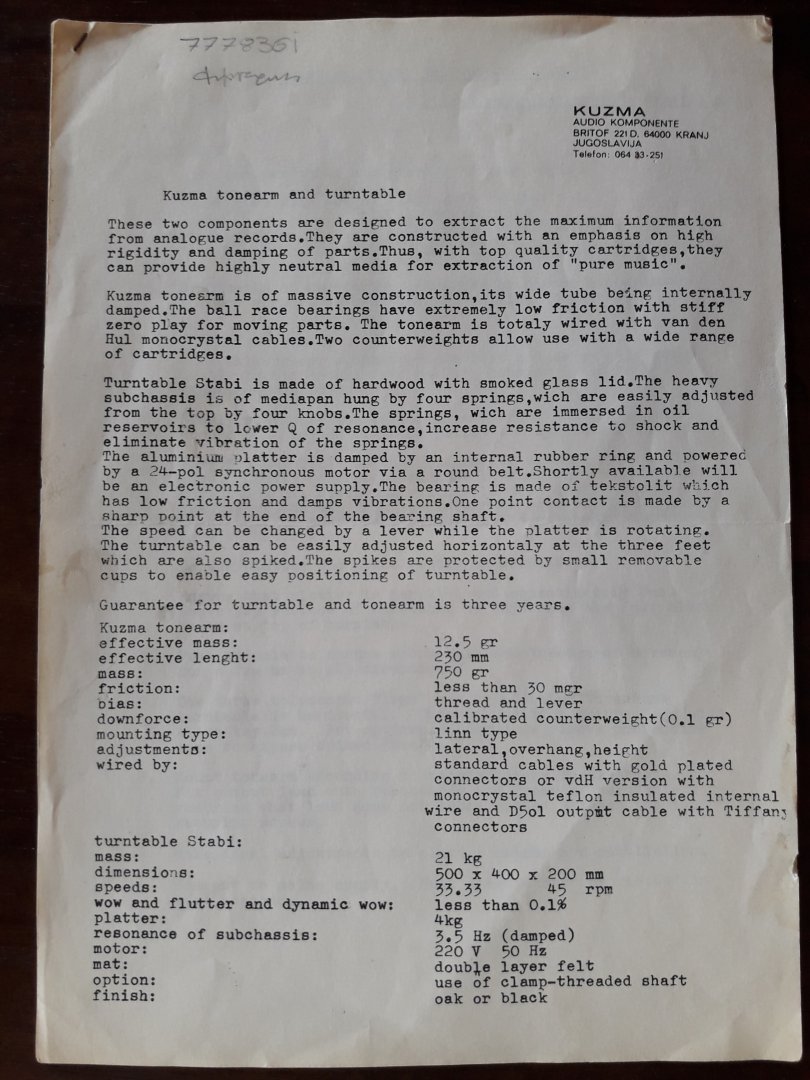 7778361
KUZMA
AUDIO KOMPONENTE
BRITOF 221 D, 64000 KRANJ
JUGOSLAVIJA
Telefon: 064 33-251
Kuzma tonearm and turntable
These two components are designed to extract the maximum information
from analogue records.They are constructed with an emphasis on high
rigidity and damping of parts.Thus, with top quality cartridges,they
can provide highly neutral media for extraction of "pure music".
Kuzma tonearm is of massive construction,its wide tube being internally
damped.The ball race bearings have extremely low friction with stiff
zero play for moving parts. The tonearm is totaly wired with van den
Hul monocrystal cables.Two counterweights allow use with a wide range
of cartridges.
Turntable Stabi is made of hardwood with smoked glass lid.The heavy
subchassis is of mediapan hung by four springs,wich are easily adjusted
from the top by four knobs.The springs, wich are immersed in oil
reservoirs to lower Q of resonance,increase resistance to shock and
eliminate vibration of the springs.
The aluminium platter is damped by an internal rubber ring and powered
by a 24-pol synchronous motor via a round belt.Shortly available will
be an electronic power supply.The bearing is made of tekstolit which
has low friction and damps vibrations.One point contact is made by a
sharp point at the end of the bearing shaft.
The speed can be changed by a lever while the platter is rotating.
The turntable can be easily adjusted horizontaly at the three feet
which are also spiked.The spikes are protected by small removable
cups to enable easy positioning of turntable.
Guarantee for turntable and tonearm is three years.
Kuzma tonearm:
effective mass: 12.5 gr
effective lenght: 230 mm
mass: 750 gr
friction: less than 30 mgr
bias: thread and lever
downforce: calibrated counterweight(0.1 gr)
mounting type: linn type
adjustments: lateral,overhang,height
wired by: standard cables with gold plated
connectors or vdH version with
monocrystal teflon insulated internal
wire and D5ol output cable with Tiffany
connectors
turntable Stabi:
mass: 21 kg
dimensions: 500 x 400 x 200 mm
speeds: 33.33 45 rpm
wow and flutter and dynamic wow: less than 0.1%
platter: 4kg
resonance of subchassis: 3.5 Hz (damped)
motor: 220 V 50 Hz
mat: double layer felt
option: use of clamp-threaded shaft
finish: oak or black